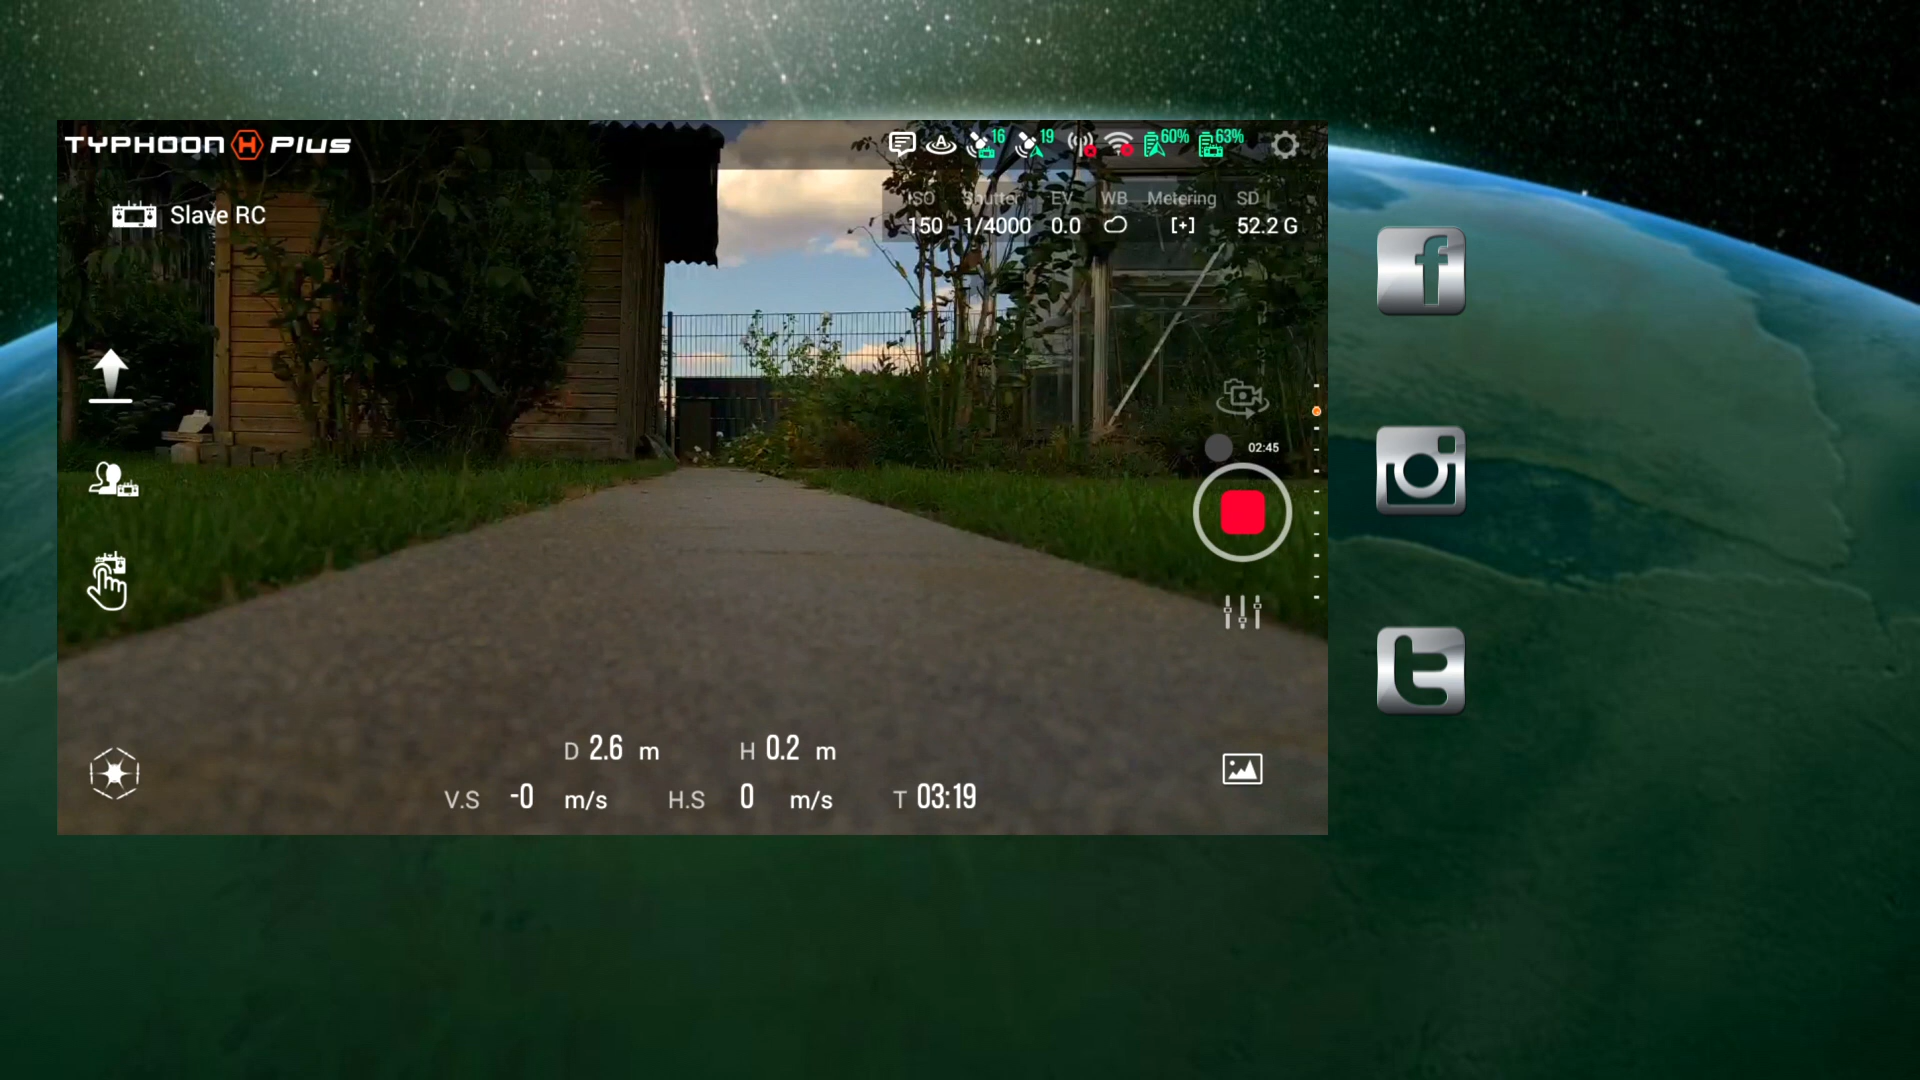 TYPHOON H Plus
16 19 60% 63%
Slave RC
ISO Shutter EV WB Metering SD
150 1/4000 0.0 [+] 52.2 G
02:45
D 2.6 m H 0.2 m
V.S -0 m/s H.S 0 m/s T 03:19
f
t